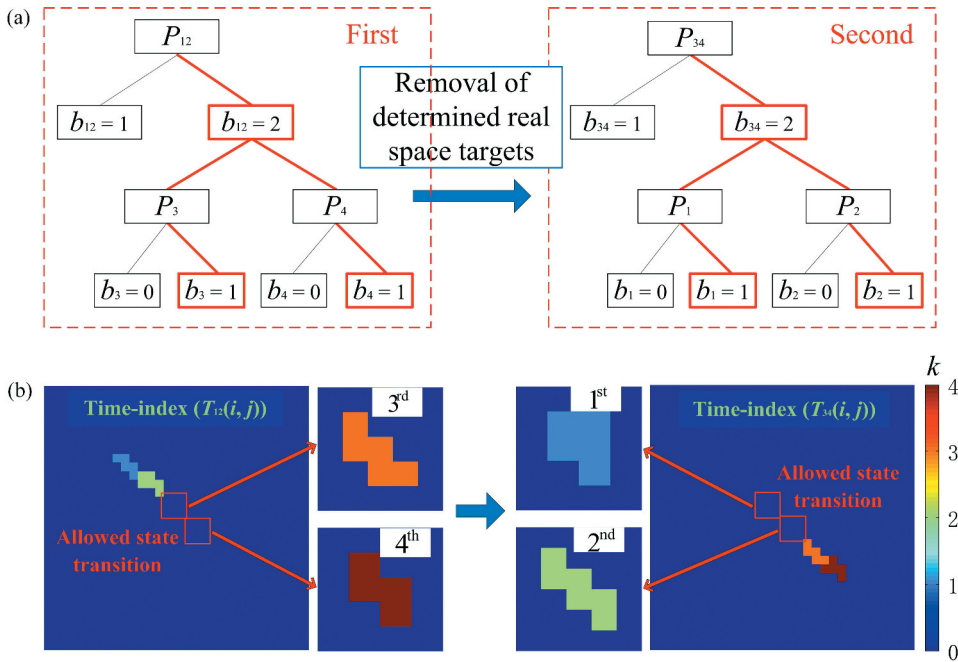 (a)
First
P₁₂
b₁₂ = 1
b₁₂ = 2
P₃
P₄
b₃ = 0
b₃ = 1
b₄ = 0
b₄ = 1
Removal of
determined real
space targets
Second
P₃₄
b₃₄ = 1
b₃₄ = 2
P₁
P₂
b₁ = 0
b₁ = 1
b₂ = 0
b₂ = 1
(b)
Time-index (T₁₂(i, j))
Allowed state
transition
3ʳᵈ
4ᵗʰ
1ˢᵗ
2ⁿᵈ
Time-index (T₃₄(i, j))
Allowed state
transition
k
4
3
2
1
0